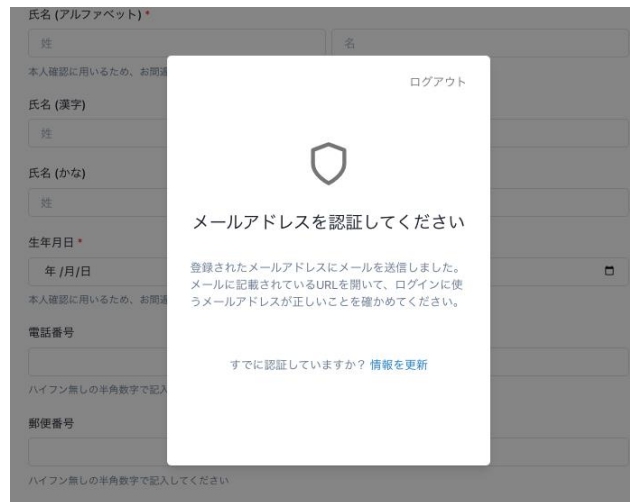 氏名 (アルファベット) *
姓
名
本人確認に用いるため、お間違
ログアウト
氏名 (漢字)
姓
氏名 (かな)
姓
メールアドレスを認証してください
生年月日 *
年 /月/日
登録されたメールアドレスにメールを送信しました。
メールに記載されているURLを開いて、ログインに使
うメールアドレスが正しいことを確かめてください。
本人確認に用いるため、お間違
電話番号
すでに認証していますか? 情報を更新
ハイフン無しの半角数字で記入
郵便番号
ハイフン無しの半角数字で記入してください